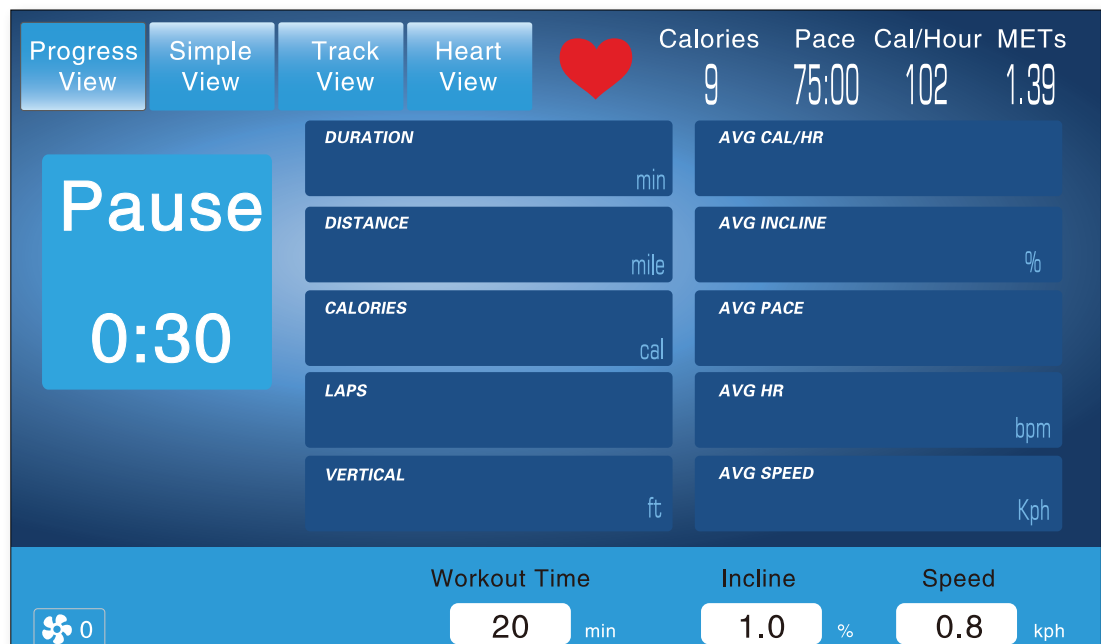 Progress View
Simple View
Track View
Heart View
Calories Pace Cal/Hour METs
9 75:00 102 1.39
Pause
0:30
DURATION
min
DISTANCE
mile
CALORIES
cal
LAPS
VERTICAL
ft
AVG CAL/HR
AVG INCLINE
%
AVG PACE
AVG HR
bpm
AVG SPEED
Kph
Workout Time Incline Speed
0 20 min 1.0 % 0.8 kph